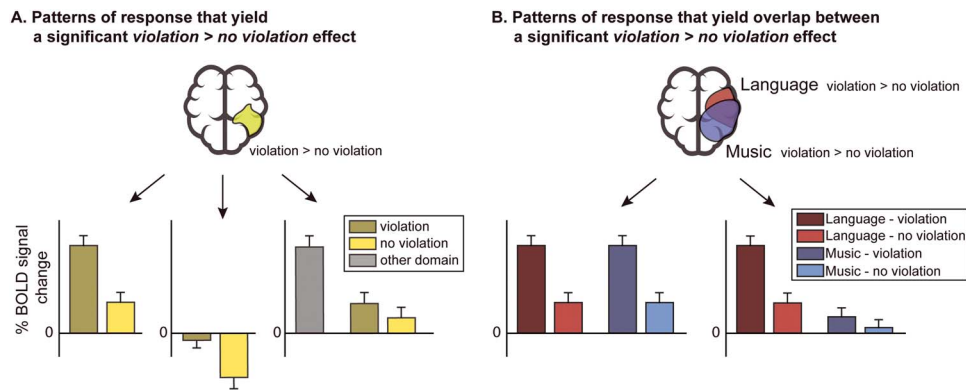 A. Patterns of response that yield
a significant violation > no violation effect
violation > no violation
% BOLD signal
change
0
0
0
violation
no violation
other domain
B. Patterns of response that yield overlap between
a significant violation > no violation effect
Language violation > no violation
Music violation > no violation
0
0
Language - violation
Language - no violation
Music - violation
Music - no violation